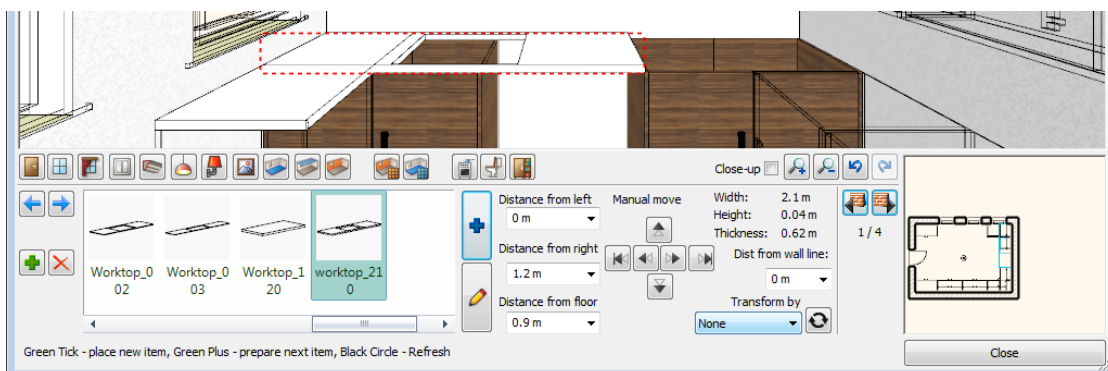 Close-up
Distance from left
0 m
Distance from right
1.2 m
Distance from floor
0.9 m
Manual move
Width: 2.1 m
Height: 0.04 m
Thickness: 0.62 m
Dist from wall line:
0 m
Transform by
None
1 / 4
Worktop_0
02
Worktop_0
03
Worktop_1
20
worktop_21
0
Green Tick - place new item, Green Plus - prepare next item, Black Circle - Refresh
Close